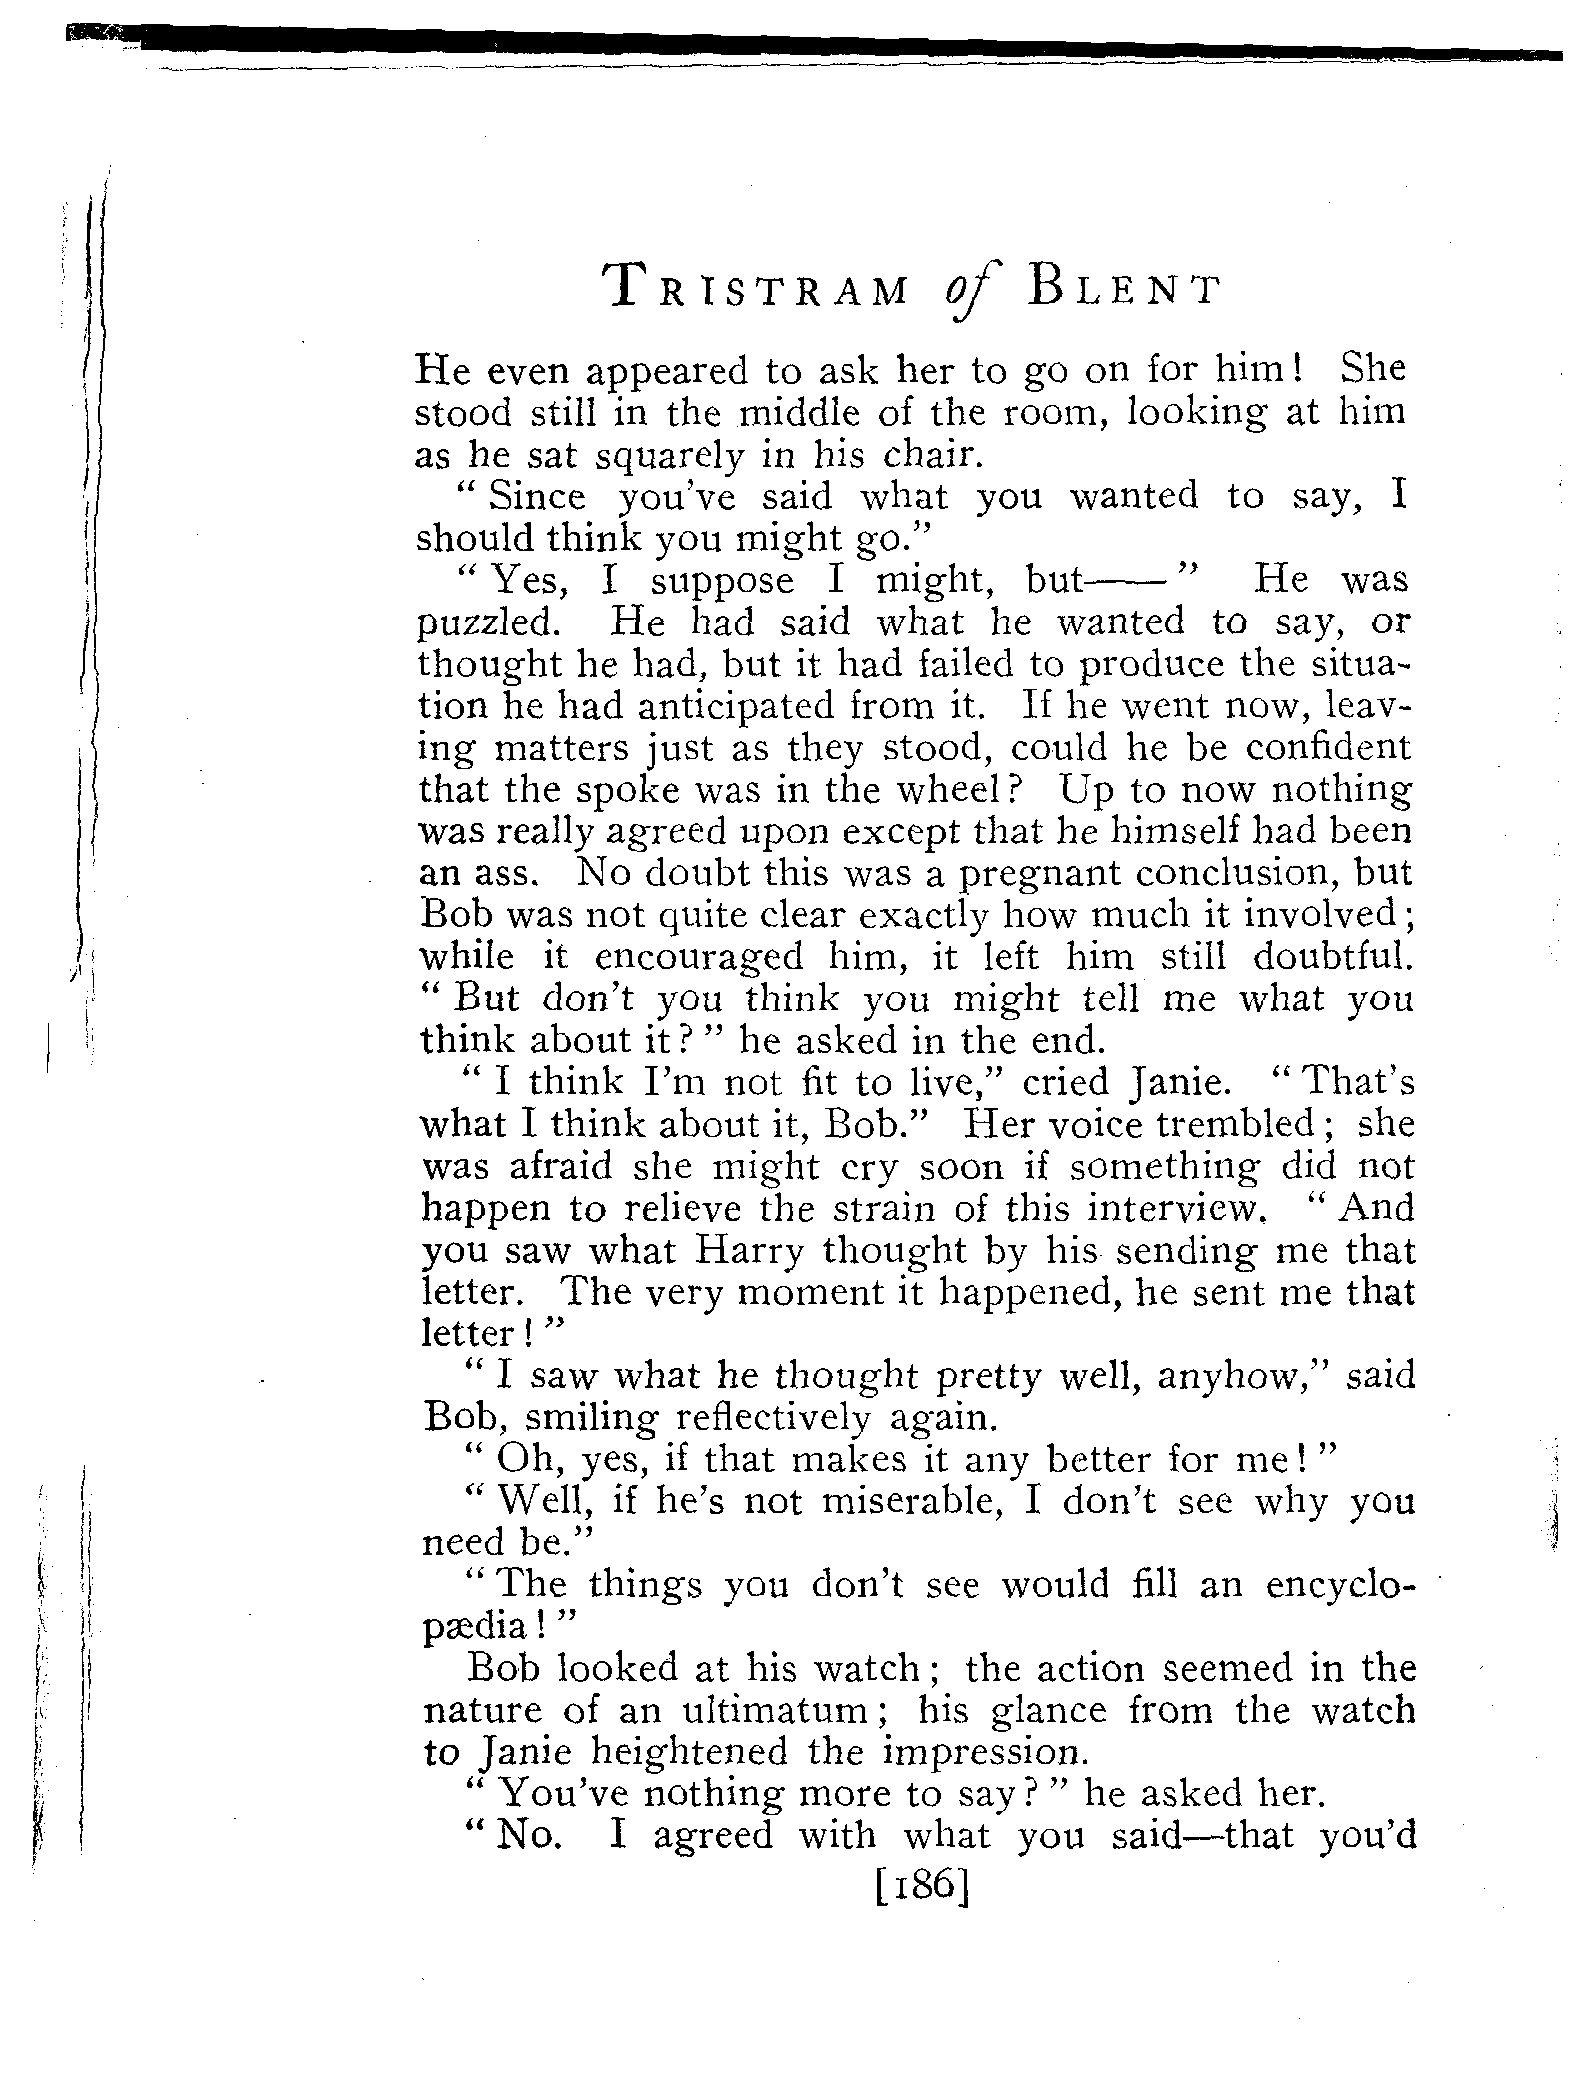 TRISTRAM of BLENT
He even appeared to ask her to go on for him! She
stood still in the middle of the room, looking at him
as he sat squarely in his chair.
“ Since you've said what you wanted to say, I
should think you might go.”
“ Yes, I suppose I might, but—— ” He was
puzzled. He had said what he wanted to say, or
thought he had, but it had failed to produce the situa-
tion he had anticipated from it. If he went now, leav-
ing matters just as they stood, could he be confident
that the spoke was in the wheel? Up to now nothing
was really agreed upon except that he himself had been
an ass. No doubt this was a pregnant conclusion, but
Bob was not quite clear exactly how much it involved;
while it encouraged him, it left him still doubtful.
“ But don't you think you might tell me what you
think about it? ” he asked in the end.
“ I think I'm not fit to live,” cried Janie. “ That's
what I think about it, Bob.” Her voice trembled; she
was afraid she might cry soon if something did not
happen to relieve the strain of this interview. “ And
you saw what Harry thought by his sending me that
letter. The very moment it happened, he sent me that
letter! ”
“ I saw what he thought pretty well, anyhow,” said
Bob, smiling reflectively again.
“ Oh, yes, if that makes it any better for me! ”
“ Well, if he's not miserable, I don't see why you
need be.”
“ The things you don't see would fill an encyclo-
pædia! ”
Bob looked at his watch; the action seemed in the
nature of an ultimatum; his glance from the watch
to Janie heightened the impression.
“ You've nothing more to say? ” he asked her.
“ No. I agreed with what you said—that you'd
[186]